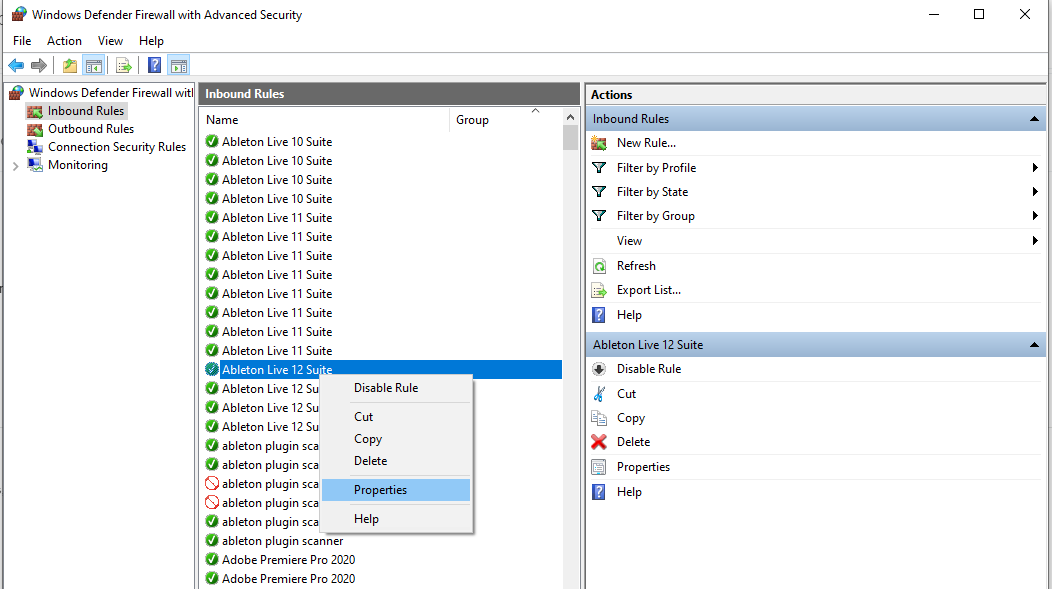 Windows Defender Firewall with Advanced Security
File Action View Help
Windows Defender Firewall wit
Inbound Rules
Outbound Rules
Connection Security Rules
Monitoring
Inbound Rules
Name Group
Ableton Live 10 Suite
Ableton Live 10 Suite
Ableton Live 10 Suite
Ableton Live 10 Suite
Ableton Live 11 Suite
Ableton Live 11 Suite
Ableton Live 11 Suite
Ableton Live 11 Suite
Ableton Live 11 Suite
Ableton Live 11 Suite
Ableton Live 11 Suite
Ableton Live 11 Suite
Ableton Live 12 Suite
Ableton Live 12 Su
Ableton Live 12 Su
Ableton Live 12 Su
ableton plugin sca
ableton plugin sca
ableton plugin sca
ableton plugin sca
ableton plugin sca
ableton plugin scanner
Adobe Premiere Pro 2020
Adobe Premiere Pro 2020
Disable Rule
Cut
Copy
Delete
Properties
Help
Actions
Inbound Rules
New Rule...
Filter by Profile
Filter by State
Filter by Group
View
Refresh
Export List...
Help
Ableton Live 12 Suite
Disable Rule
Cut
Copy
Delete
Properties
Help